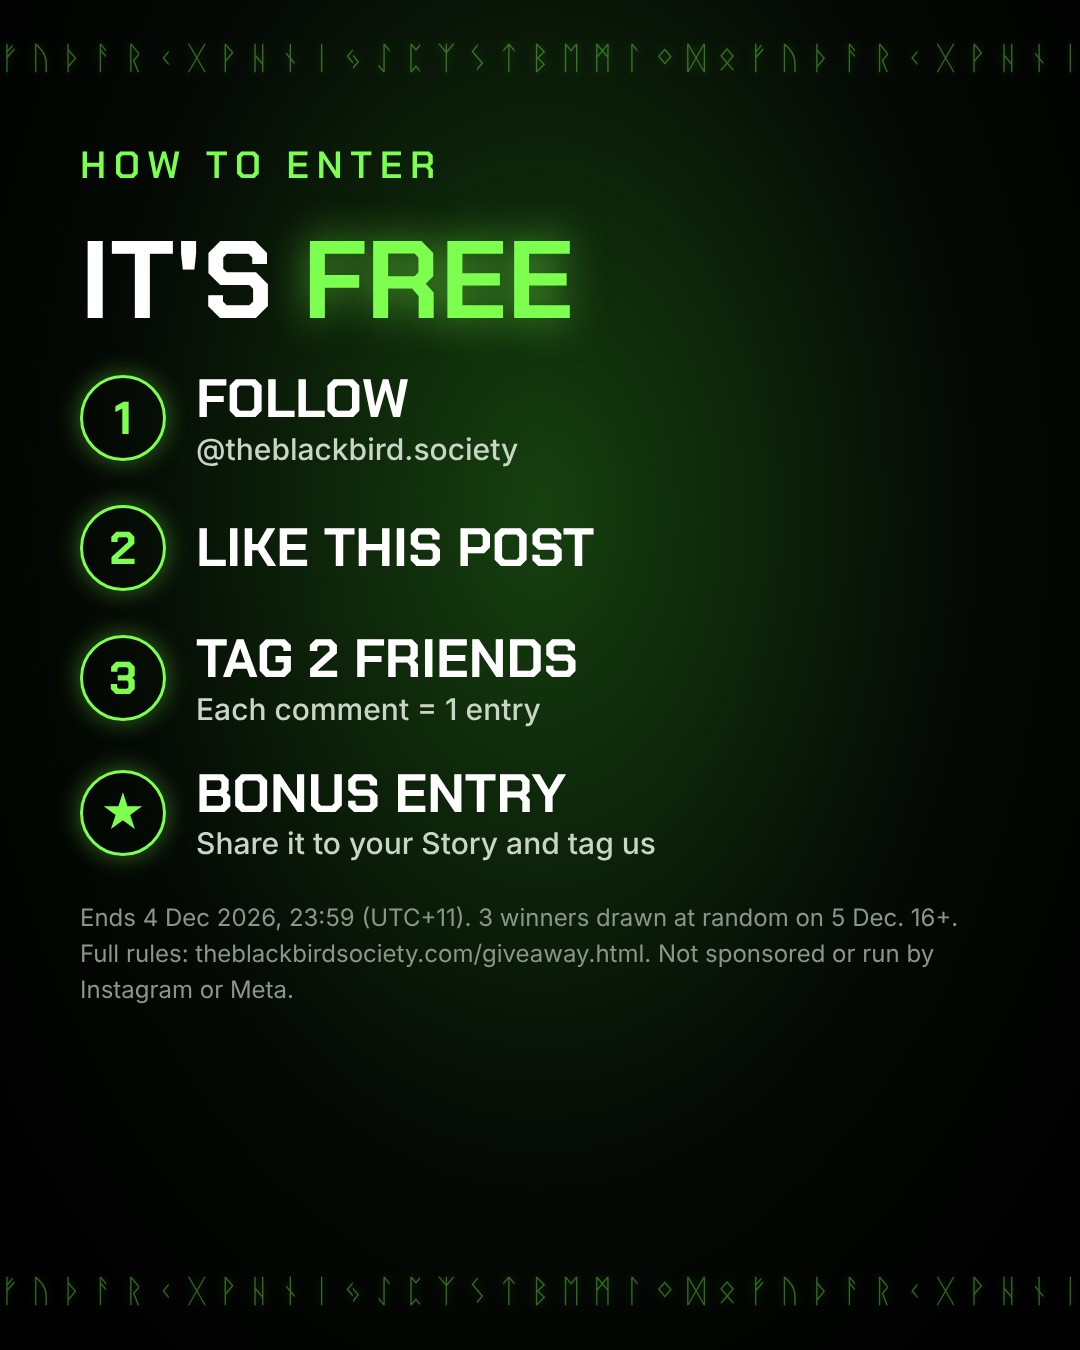 ᚠ ᚢ ᚦ ᚨ ᚱ ᚲ ᚷ ᚹ ᚺ ᚾ ᛁ ᛃ ᛇ ᛈ ᛉ ᛊ ᛏ ᛒ ᛖ ᛗ ᛚ ᛜ ᛞ ᛟ ᚠ ᚢ ᚦ ᚨ ᚱ ᚲ ᚷ ᚹ ᚺ ᚾ ᛁ
HOW TO ENTER
IT'S FREE
1 FOLLOW
@theblackbird.society
2 LIKE THIS POST
3 TAG 2 FRIENDS
Each comment = 1 entry
★ BONUS ENTRY
Share it to your Story and tag us
Ends 4 Dec 2026, 23:59 (UTC+11). 3 winners drawn at random on 5 Dec. 16+.
Full rules: theblackbirdsociety.com/giveaway.html. Not sponsored or run by
Instagram or Meta.
ᚠ ᚢ ᚦ ᚨ ᚱ ᚲ ᚷ ᚹ ᚺ ᚾ ᛁ ᛃ ᛇ ᛈ ᛉ ᛊ ᛏ ᛒ ᛖ ᛗ ᛚ ᛜ ᛞ ᛟ ᚠ ᚢ ᚦ ᚨ ᚱ ᚲ ᚷ ᚹ ᚺ ᚾ ᛁ